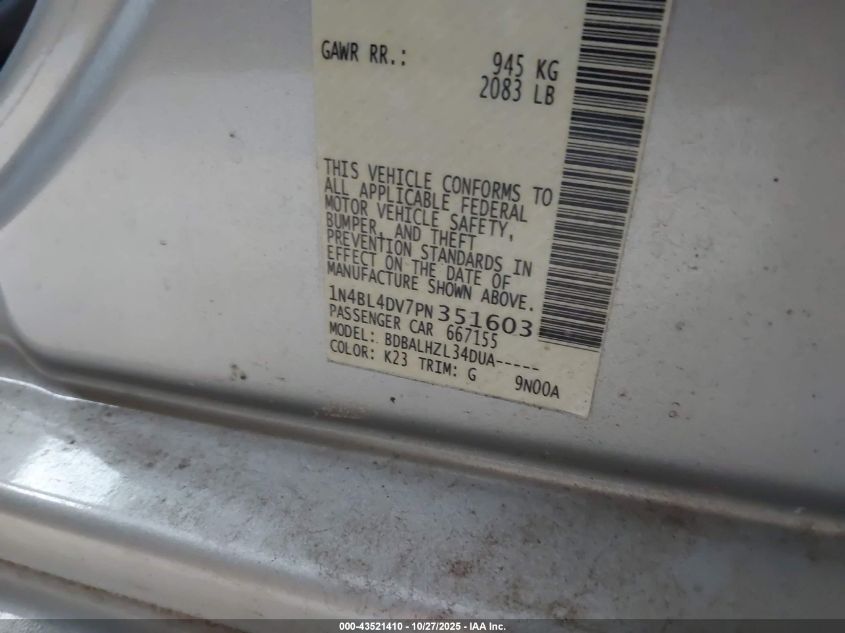 GAWR RR.: 945 KG
2083 LB
THIS VEHICLE CONFORMS TO
ALL APPLICABLE FEDERAL
MOTOR VEHICLE SAFETY,
BUMPER, AND THEFT
PREVENTION STANDARDS IN
EFFECT ON THE DATE OF
MANUFACTURE SHOWN ABOVE.
1N4BL4DV7PN351603
PASSENGER CAR 667155
MODEL: BDBALHZL34DUA-----
COLOR: K23 TRIM: G 9N00A
000-43521410 - 10/27/2025 - IAA Inc.